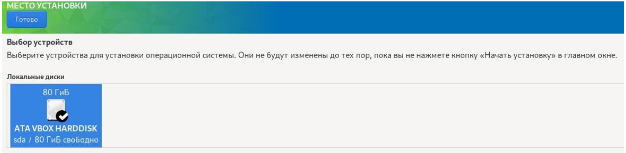 МЕСТО УСТАНОВКИ
Готово
Выбор устройств
Выберите устройства для установки операционной системы. Они не будут изменены до тех пор, пока вы не нажмете кнопку «Начать установку» в главном окне.
Локальные диски
80 ГиБ
ATA VBOX HARDDISK
sda / 80 ГиБ свободно